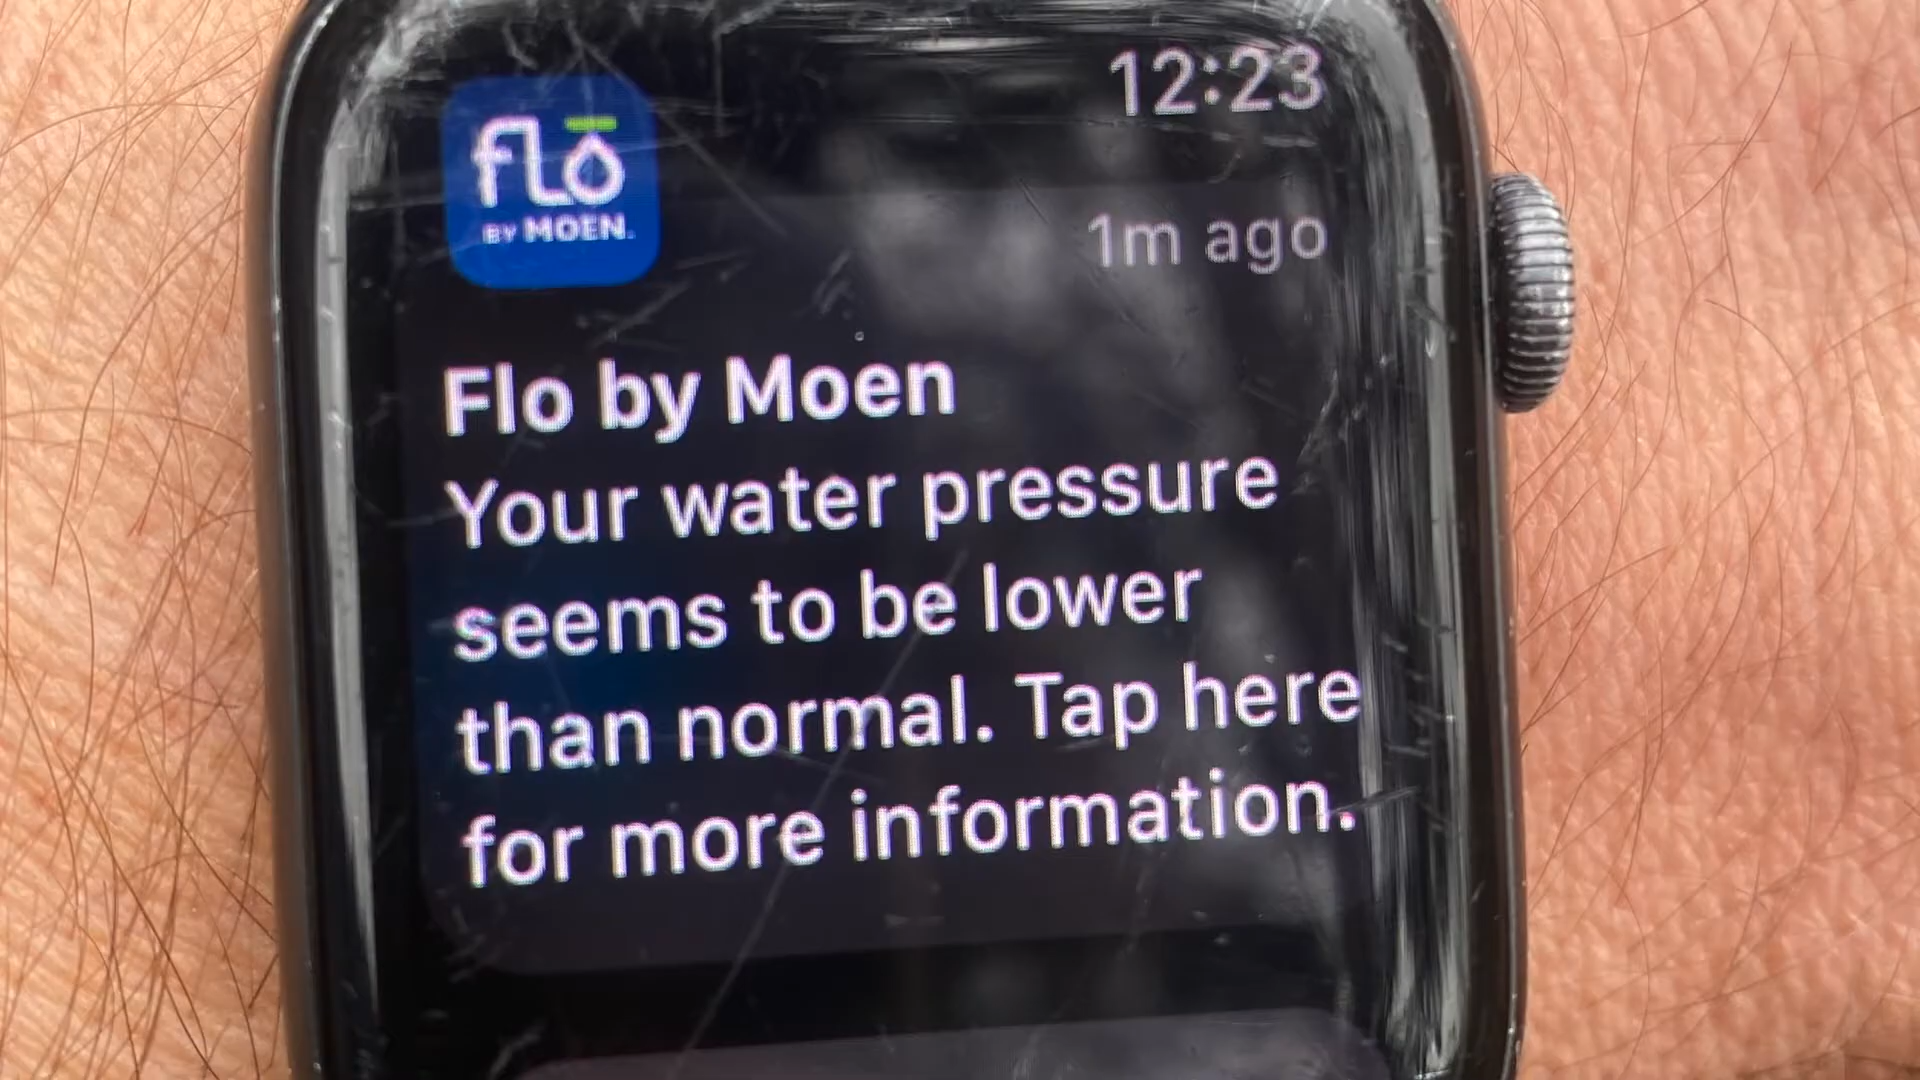 12:23
flō
BY MOEN.
1m ago
Flo by Moen
Your water pressure
seems to be lower
than normal. Tap here
for more information.